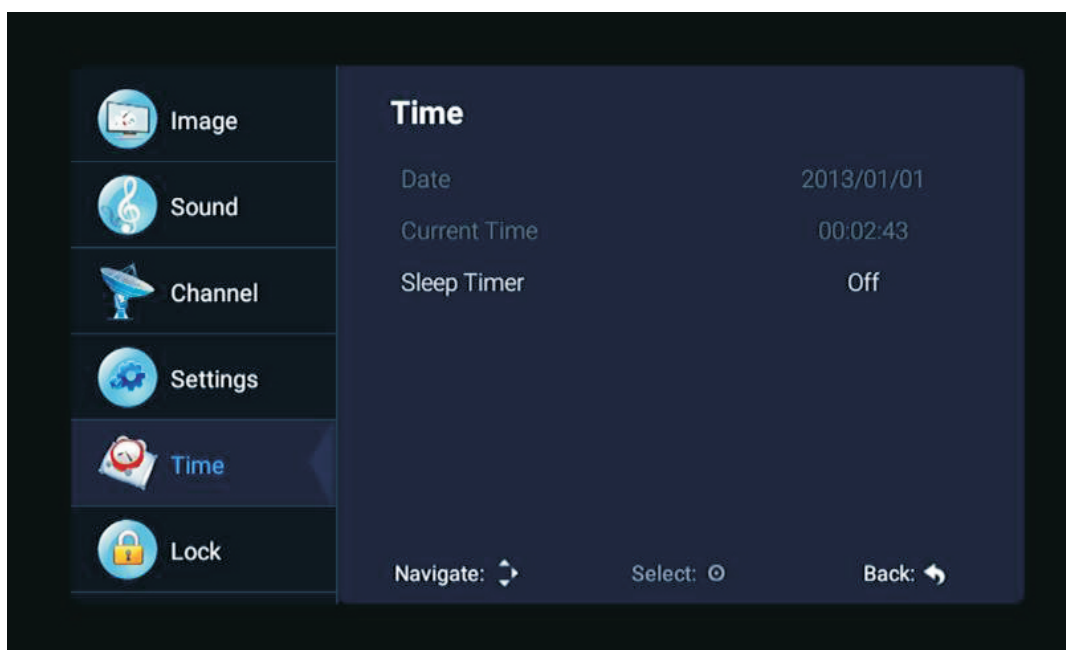 Image
Sound
Channel
Settings
Time
Lock
Time
Date 2013/01/01
Current Time 00:02:43
Sleep Timer Off
Navigate: Select: Back: